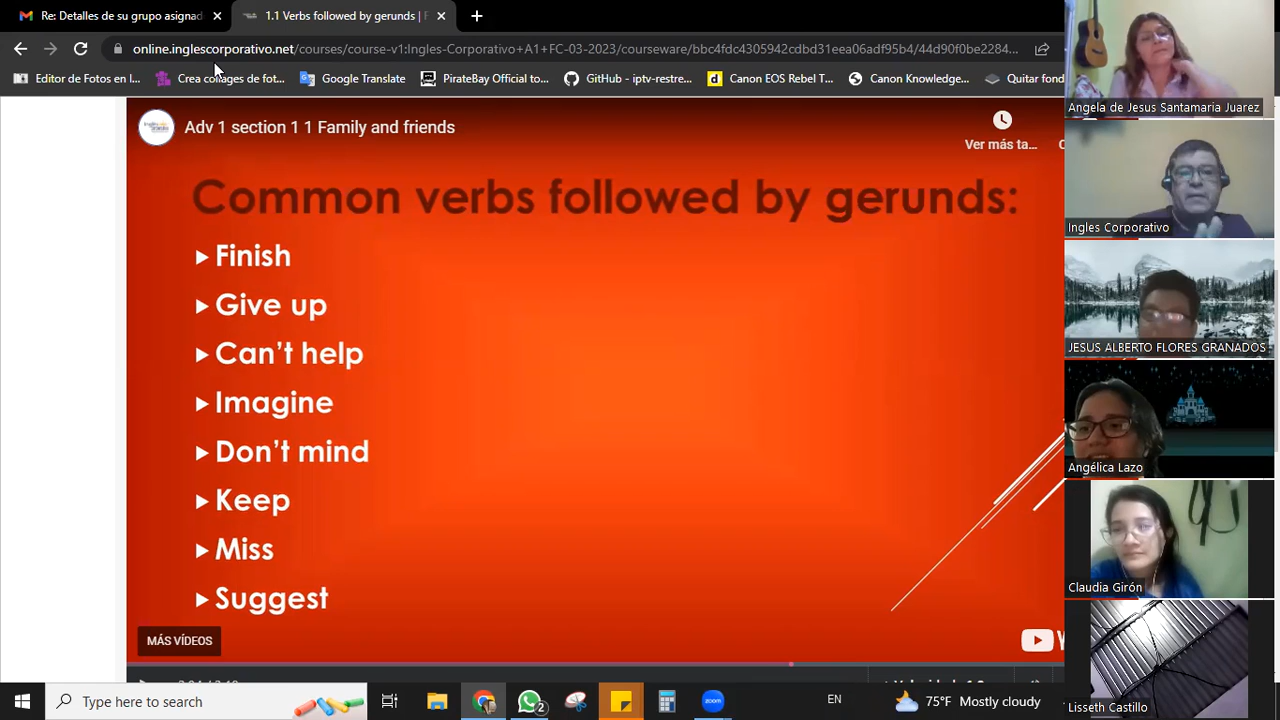 Re: Detalles de su grupo asignad
1.1 Verbs followed by gerunds | F
online.inglescorporativo.net/courses/course-v1:Ingles-Corporativo+A1+FC-03-2023/courseware/bbc4fdc4305942cdbd31eea06adf95b4/44d90f0be2284...
Editor de Fotos en l...
Crea collages de fot...
Google Translate
PirateBay Official to...
GitHub - iptv-restre...
Canon EOS Rebel T...
Canon Knowledge...
Quitar fond
Adv 1 section 1 1 Family and friends
Ver más ta...
Common verbs followed by gerunds:
Finish
Give up
Can't help
Imagine
Don't mind
Keep
Miss
Suggest
MÁS VÍDEOS
Angela de Jesus Santamaria Juarez
Ingles Corporativo
JESUS ALBERTO FLORES GRANADOS
Angélica Lazo
Claudia Girón
Lisseth Castillo
Type here to search
2
EN
75°F Mostly cloudy